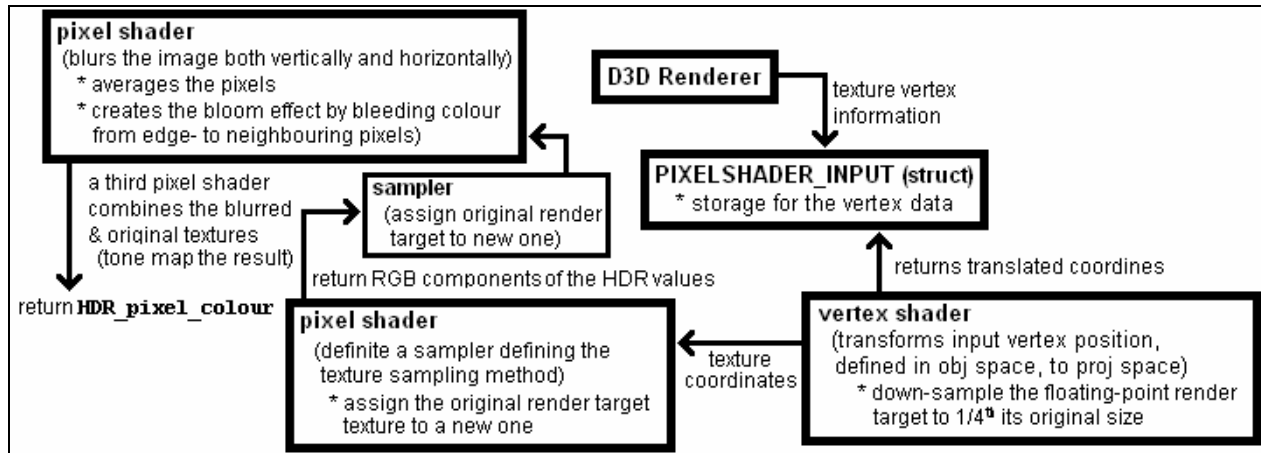 pixel shader
(blurs the image both vertically and horizontally)
* averages the pixels
* creates the bloom effect by bleeding colour
from edge- to neighbouring pixels)
D3D Renderer
texture vertex
information
PIXELSHADER_INPUT (struct)
* storage for the vertex data
a third pixel shader
combines the blurred
& original textures
(tone map the result)
sampler
(assign original render
target to new one)
returns translated coordines
return RGB components of the HDR values
return HDR_pixel_colour
pixel shader
(definite a sampler defining the
texture sampling method)
* assign the original render target
texture to a new one
texture
coordinates
vertex shader
(transforms input vertex position,
defined in obj space, to proj space)
* down-sample the floating-point render
target to 1/4th its original size